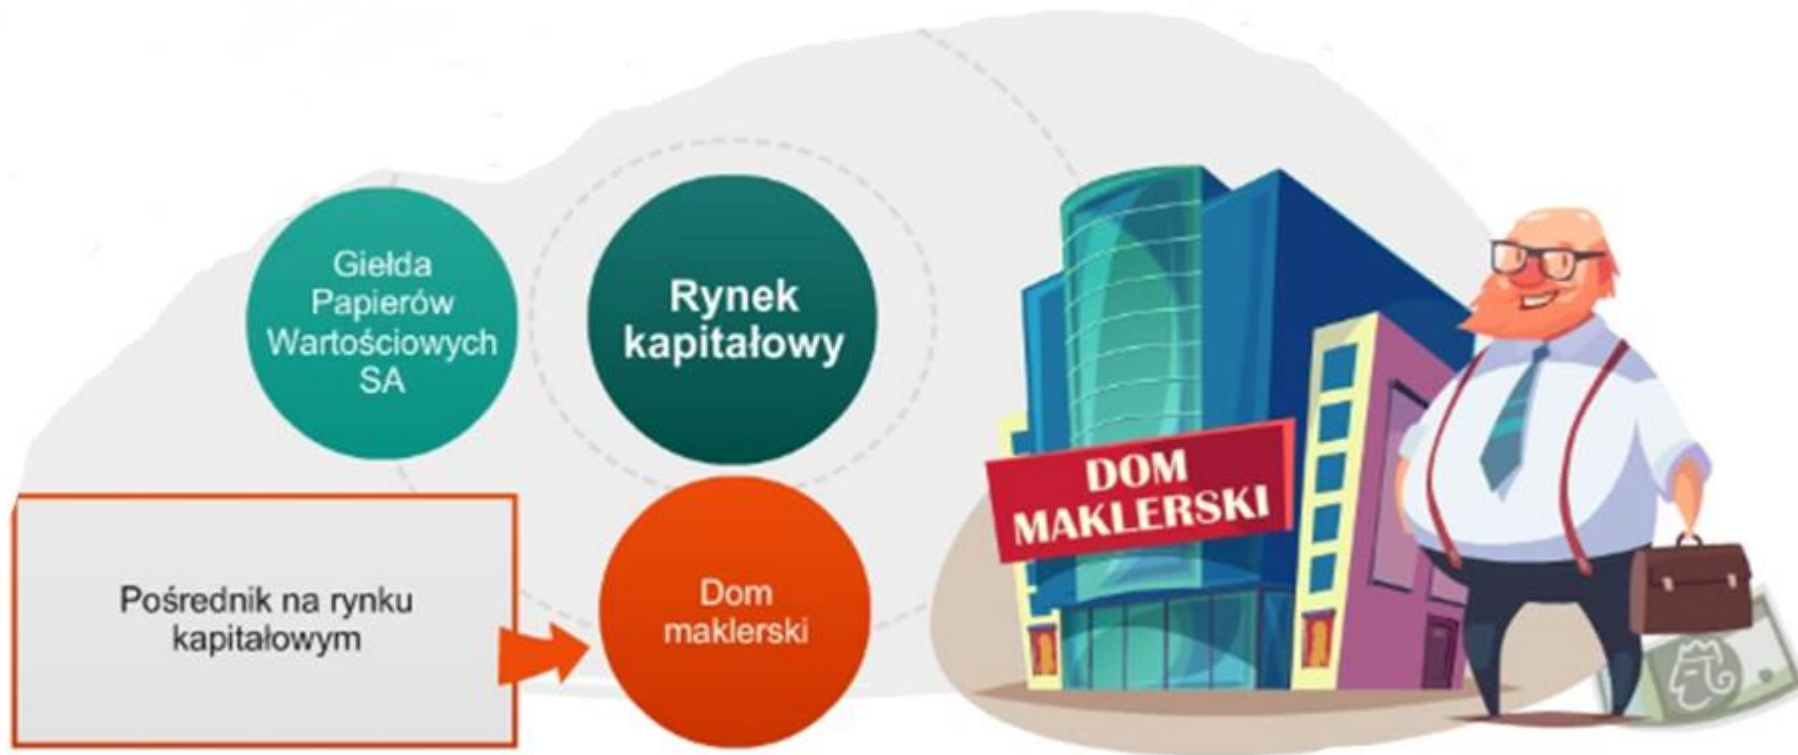 Giełda
Papierów
Wartościowych
SA
Rynek
kapitałowy
DOM
MAKLERSKI
Pośrednik na rynku
kapitałowym
Dom
maklerski